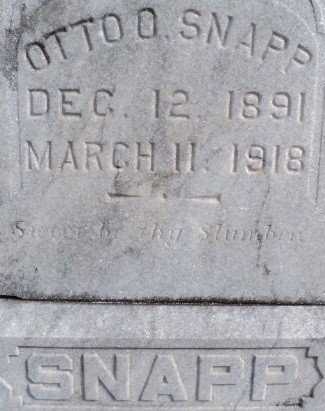 OTTO O. SNAPP
DEC. 12. 1891
MARCH 11. 1918
Sweet be thy Slumber.
SNAPP